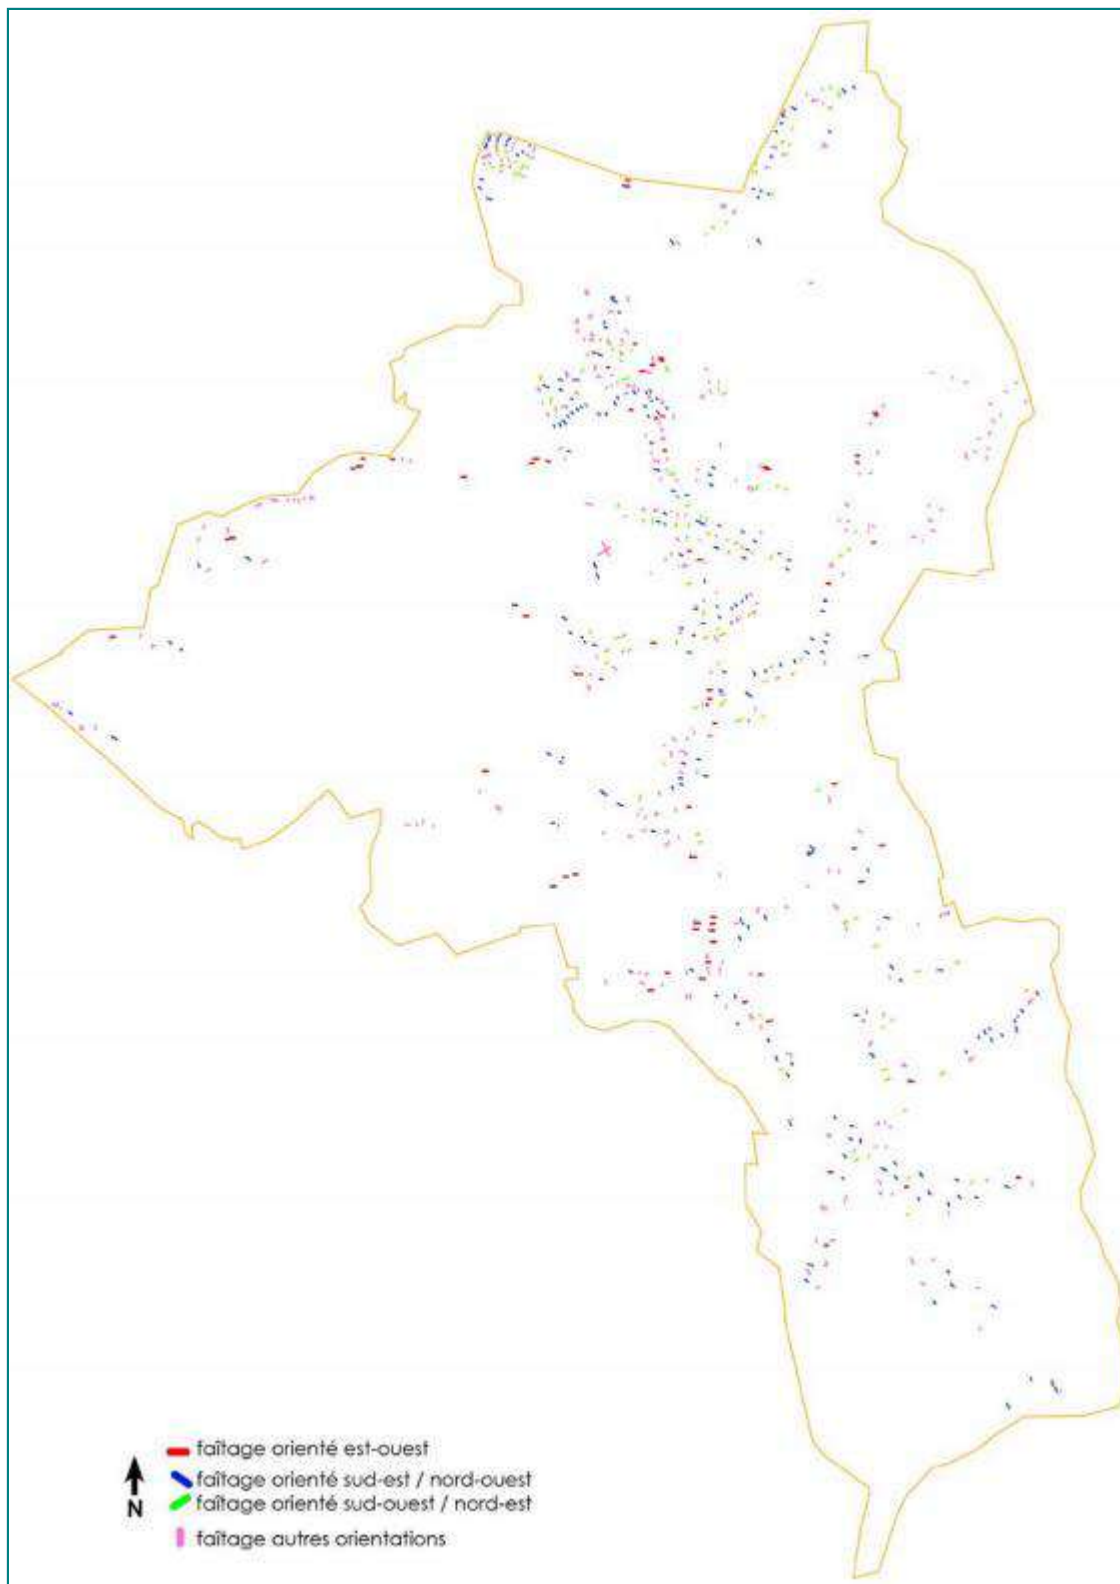 faîtage orienté est-ouest
faîtage orienté sud-est / nord-ouest
faîtage orienté sud-ouest / nord-est
N
faîtage autres orientations